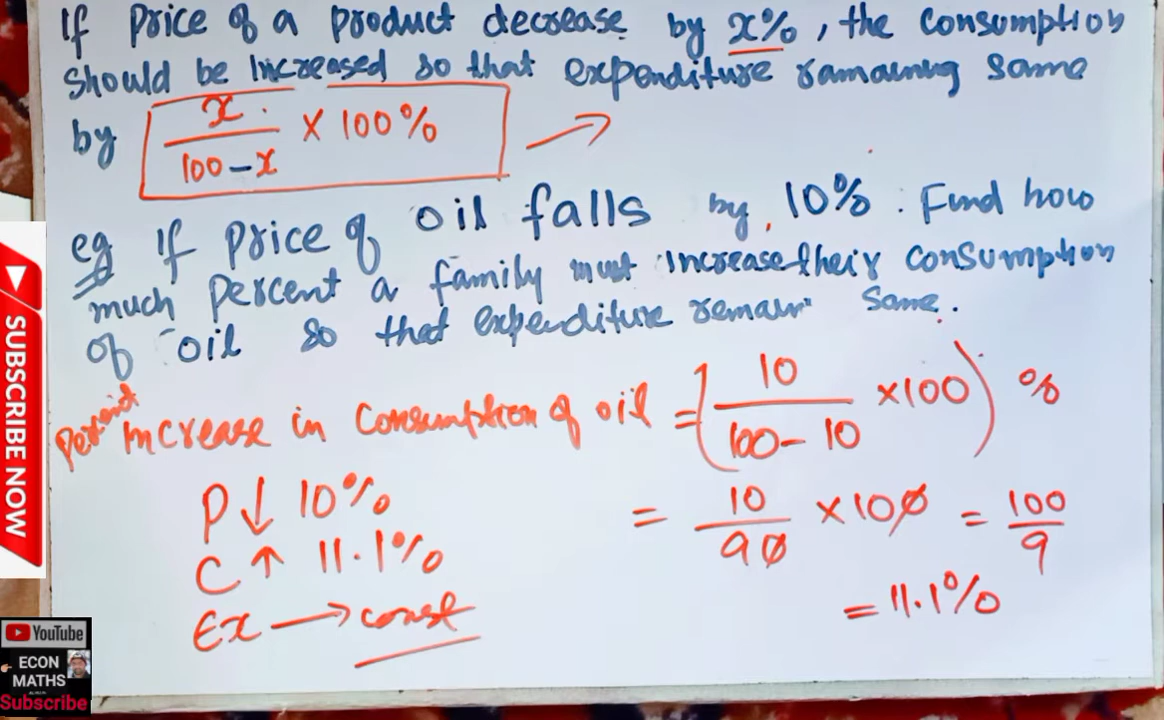 If price of a product decrease by x%, the consumption
should be increased so that expenditure ramaining same
by x/(100-x) × 100%
eg If price of oil falls by 10%. Find how
much percent a family must increase their consumption
of oil so that expenditure remain same.
Percent increase in consumption of oil = (10/(100-10) ×100) %
P↓ 10%
= 10/90 ×100 = 100/9
C↑ 11.1%
= 11.1%
Ex → const
SUBSCRIBE NOW
YouTube
ECON
MATHS
Subscribe